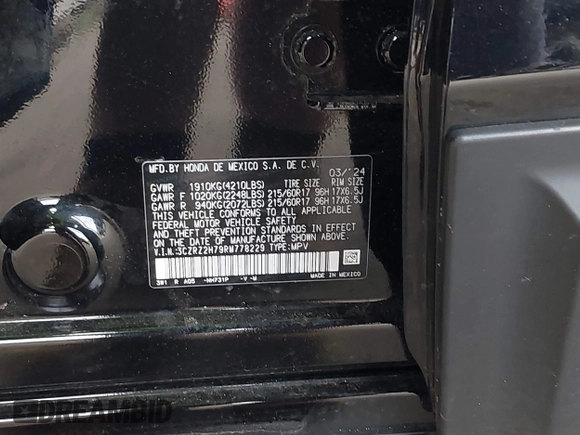 MFD.BY HONDA DE MEXICO S.A. DE C.V.
03/'24
GVWR 1910KG(4210LBS) TIRE SIZE RIM SIZE
GAWR F 1020KG(2248LBS) 215/60R17 96H 17X6.5J
GAWR R 940KG(2072LBS) 215/60R17 96H 17X6.5J
THIS VEHICLE CONFORMS TO ALL APPLICABLE
FEDERAL MOTOR VEHICLE SAFETY
AND THEFT PREVENTION STANDARDS IN EFFECT
ON THE DATE OF MANUFACTURE SHOWN ABOVE.
V.I.N.:3CZRZ2H79RM778229 TYPE:MPV
3W1 R A05 -NH731P -V -M MADE IN MEXICO
DREAMBID